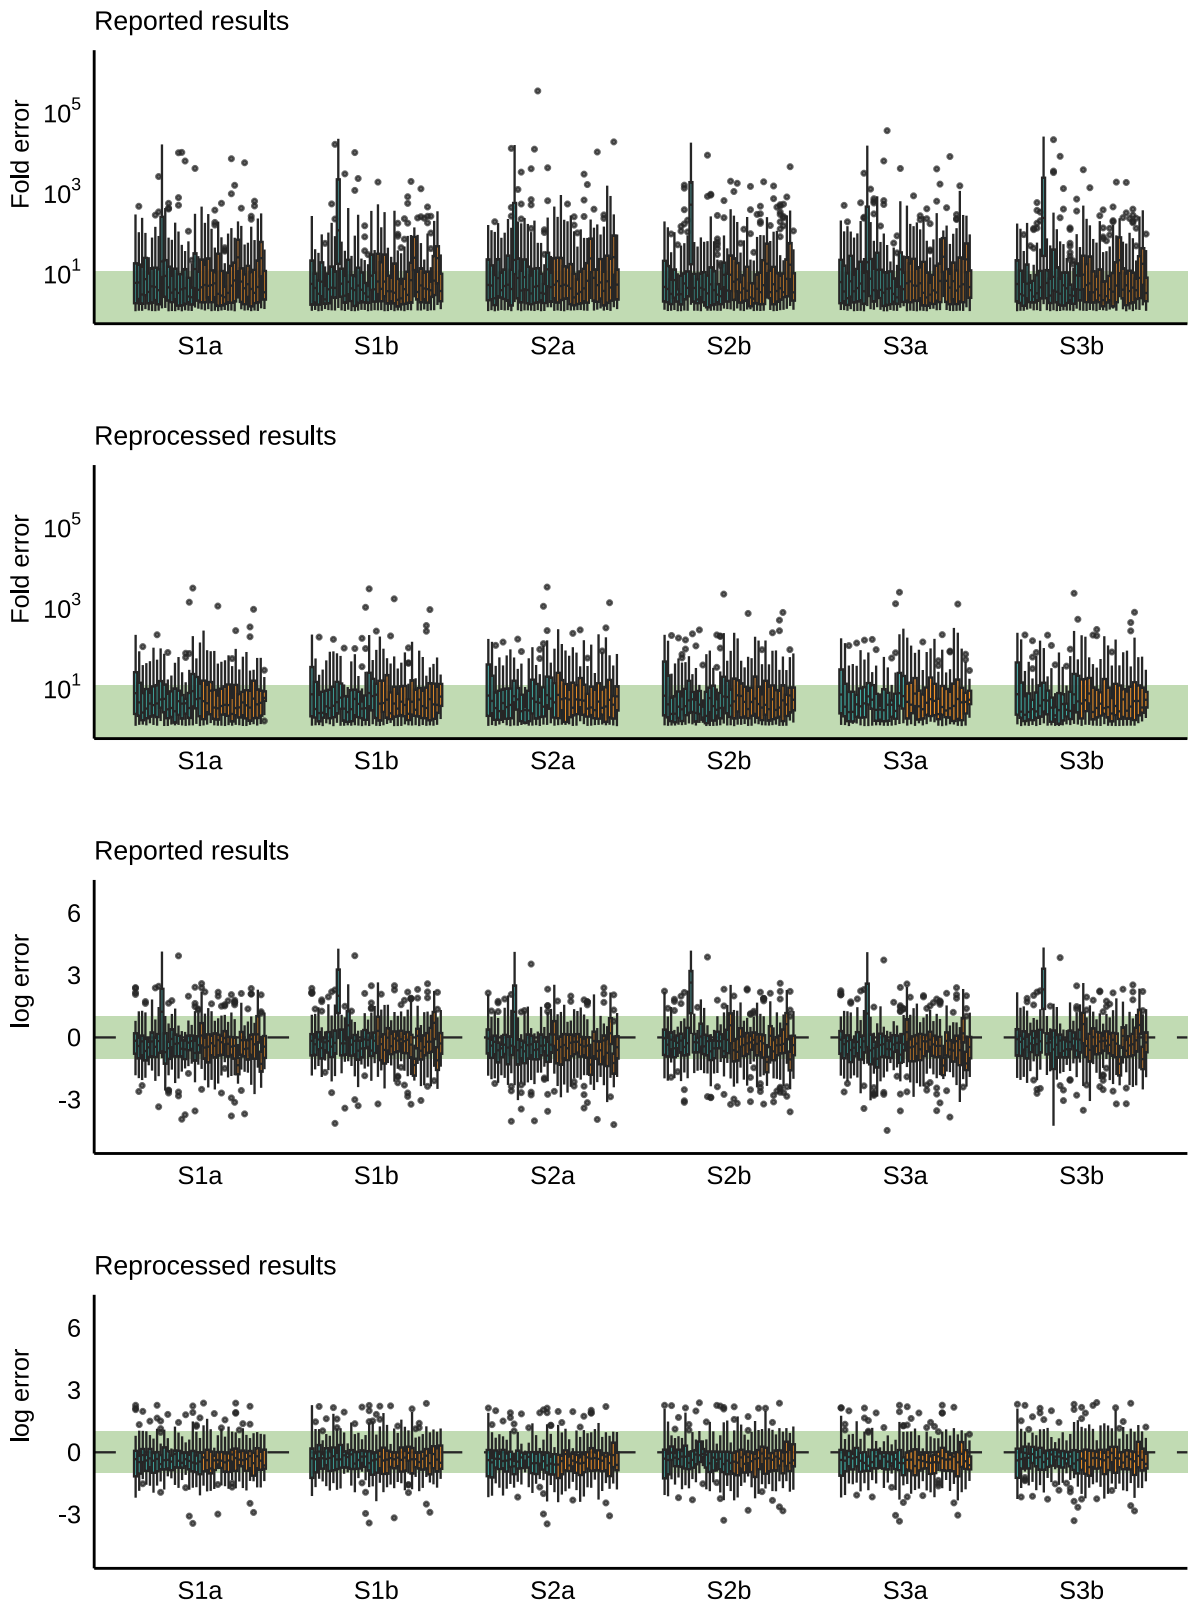 Reported results
Fold error
10^5
10^3
10^1
S1a S1b S2a S2b S3a S3b
Reprocessed results
Fold error
10^5
10^3
10^1
S1a S1b S2a S2b S3a S3b
Reported results
log error
6
3
0
-3
S1a S1b S2a S2b S3a S3b
Reprocessed results
log error
6
3
0
-3
S1a S1b S2a S2b S3a S3b